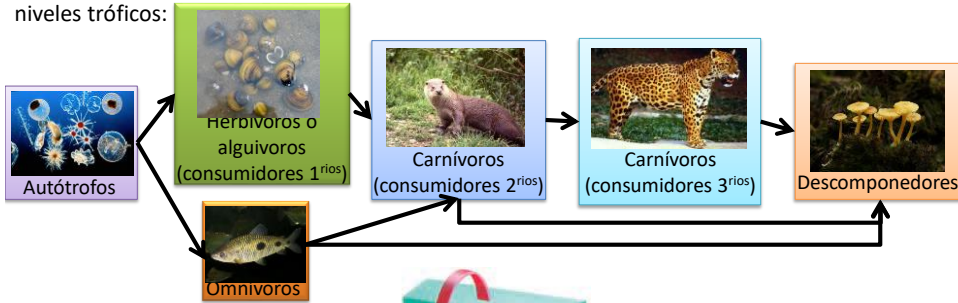 niveles tróficos:
Autótrofos
Herbívoros o
alguivoros
(consumidores 1rios)
Carnívoros
(consumidores 2rios)
Carnívoros
(consumidores 3rios)
Descomponedores
Omnívoros